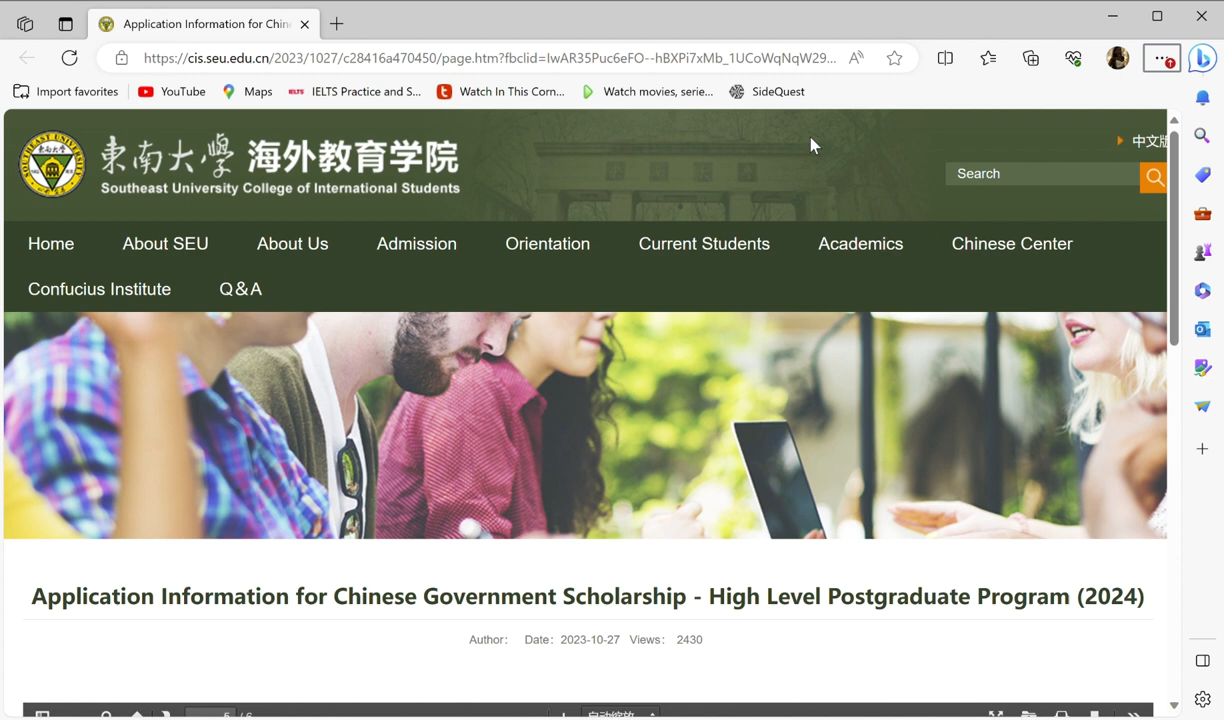 Application Information for Chin
https://cis.seu.edu.cn/2023/1027/c28416a470450/page.htm?fbclid=IwAR35Puc6eFO--hBXPi7xMb_1UCoWqNqW29...
Import favorites YouTube Maps IELTS IELTS Practice and S... Watch In This Corn... Watch movies, serie... SideQuest
中文版
東南大學 海外教育学院
Southeast University College of International Students
Search
Home About SEU About Us Admission Orientation Current Students Academics Chinese Center
Confucius Institute Q&A
Application Information for Chinese Government Scholarship - High Level Postgraduate Program (2024)
Author: Date: 2023-10-27 Views: 2430
5 / 6 自动缩放